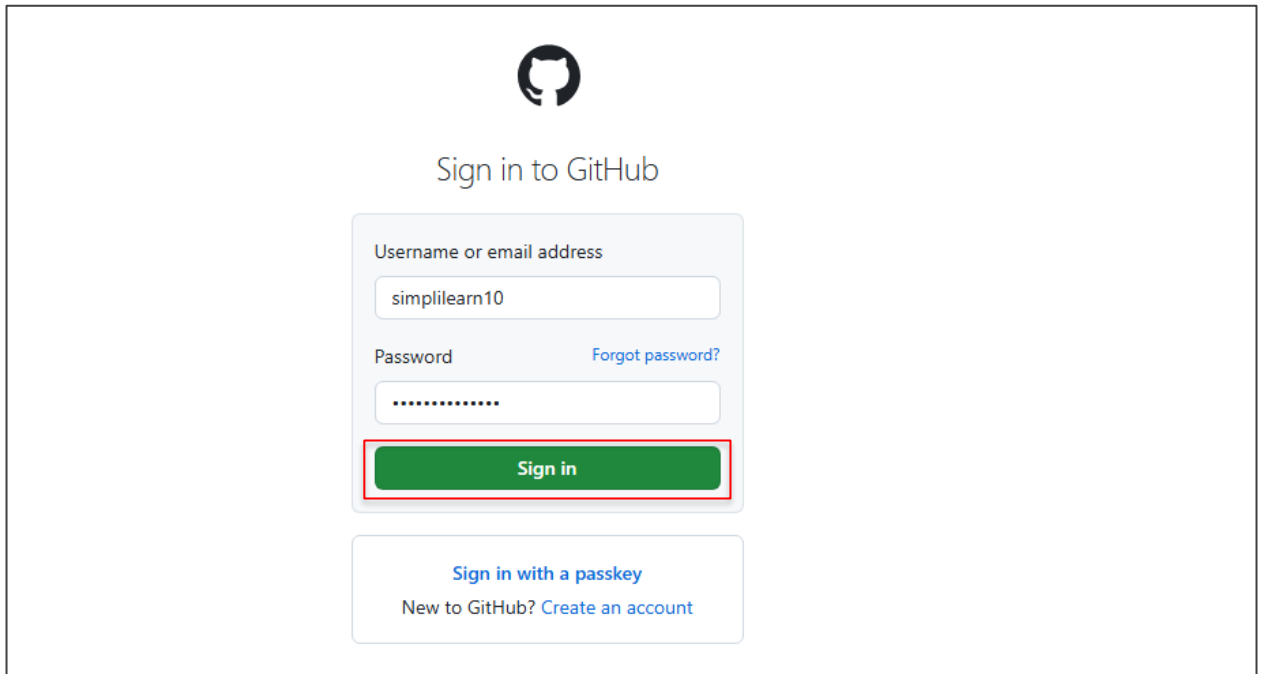 Sign in to GitHub
Username or email address
simplilearn10
Password Forgot password?
••••••••••••••
Sign in
Sign in with a passkey
New to GitHub? Create an account